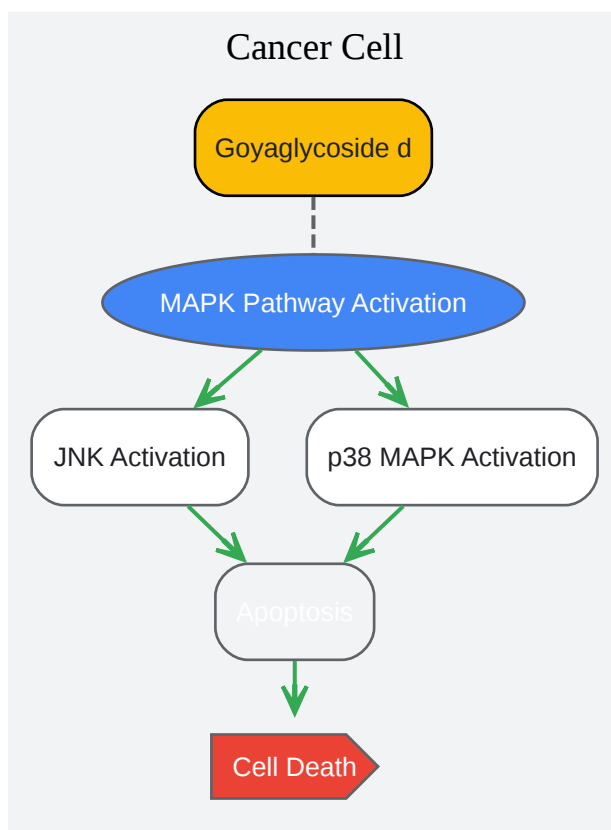 Cancer Cell
Goyaglycoside d
MAPK Pathway Activation
JNK Activation
p38 MAPK Activation
Apoptosis
Cell Death